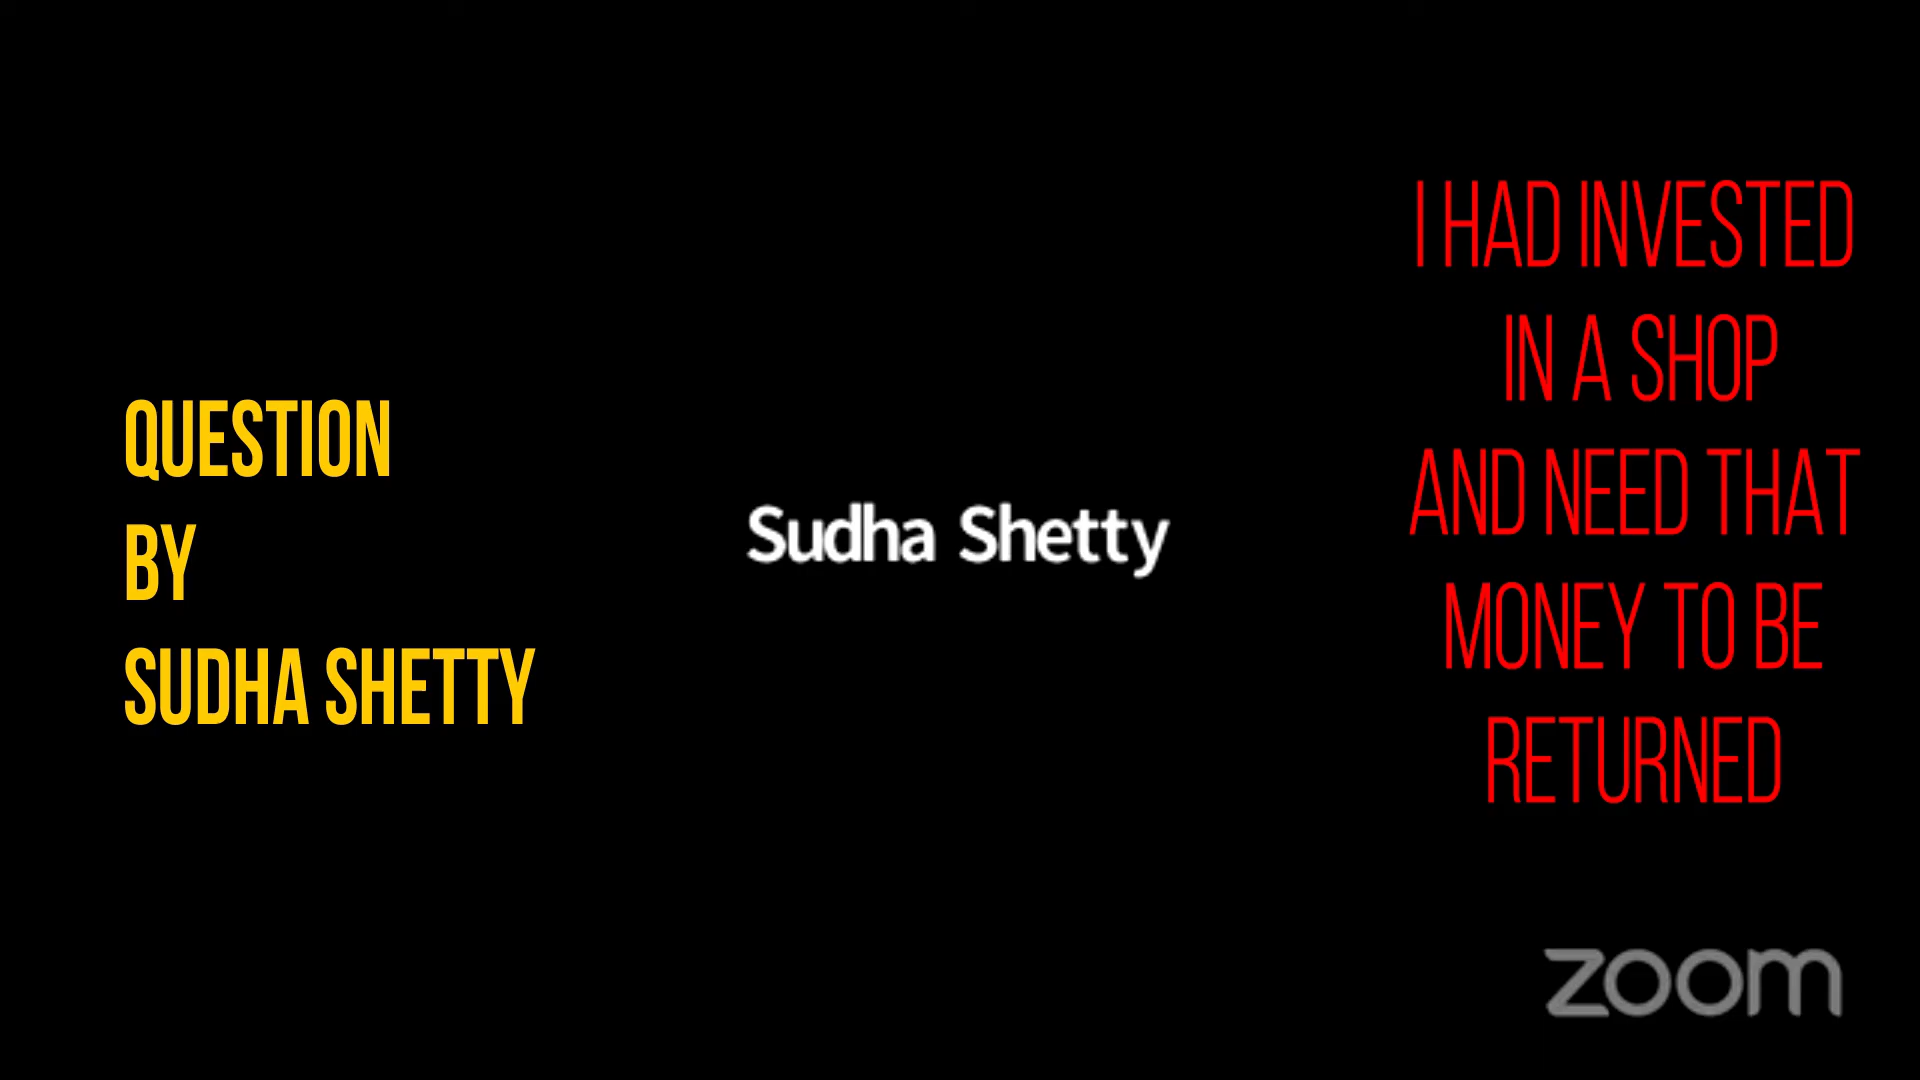 QUESTION
BY
SUDHA SHETTY
Sudha Shetty
I HAD INVESTED
IN A SHOP
AND NEED THAT
MONEY TO BE
RETURNED
zoom